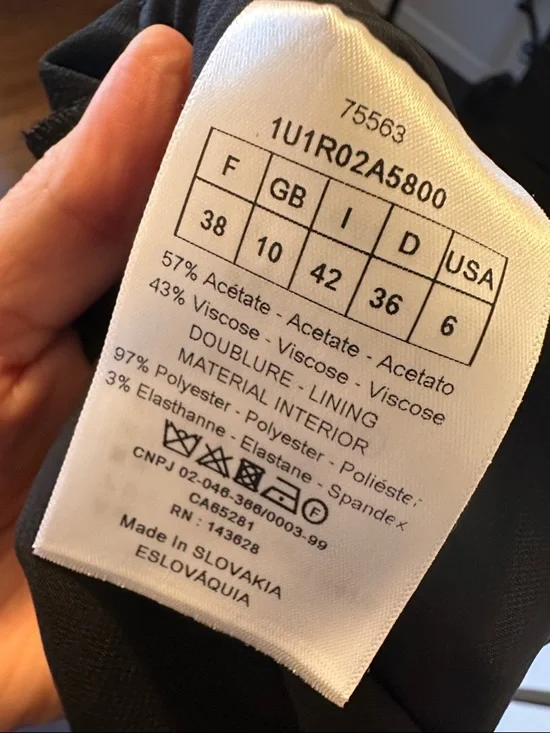 75563
1U1R02A5800
F GB I D USA
38 10 42 36 6
57% Acétate - Acetate - Acetato
43% Viscose - Viscose - Viscose
DOUBLURE - LINING
MATERIAL INTERIOR
97% Polyester - Polyester - Poliéster
3% Elasthanne - Elastane - Spandex
F
CNPJ 02-046-366/0003-99
CA65281
RN : 143628
Made In SLOVAKIA
ESLOVÁQUIA